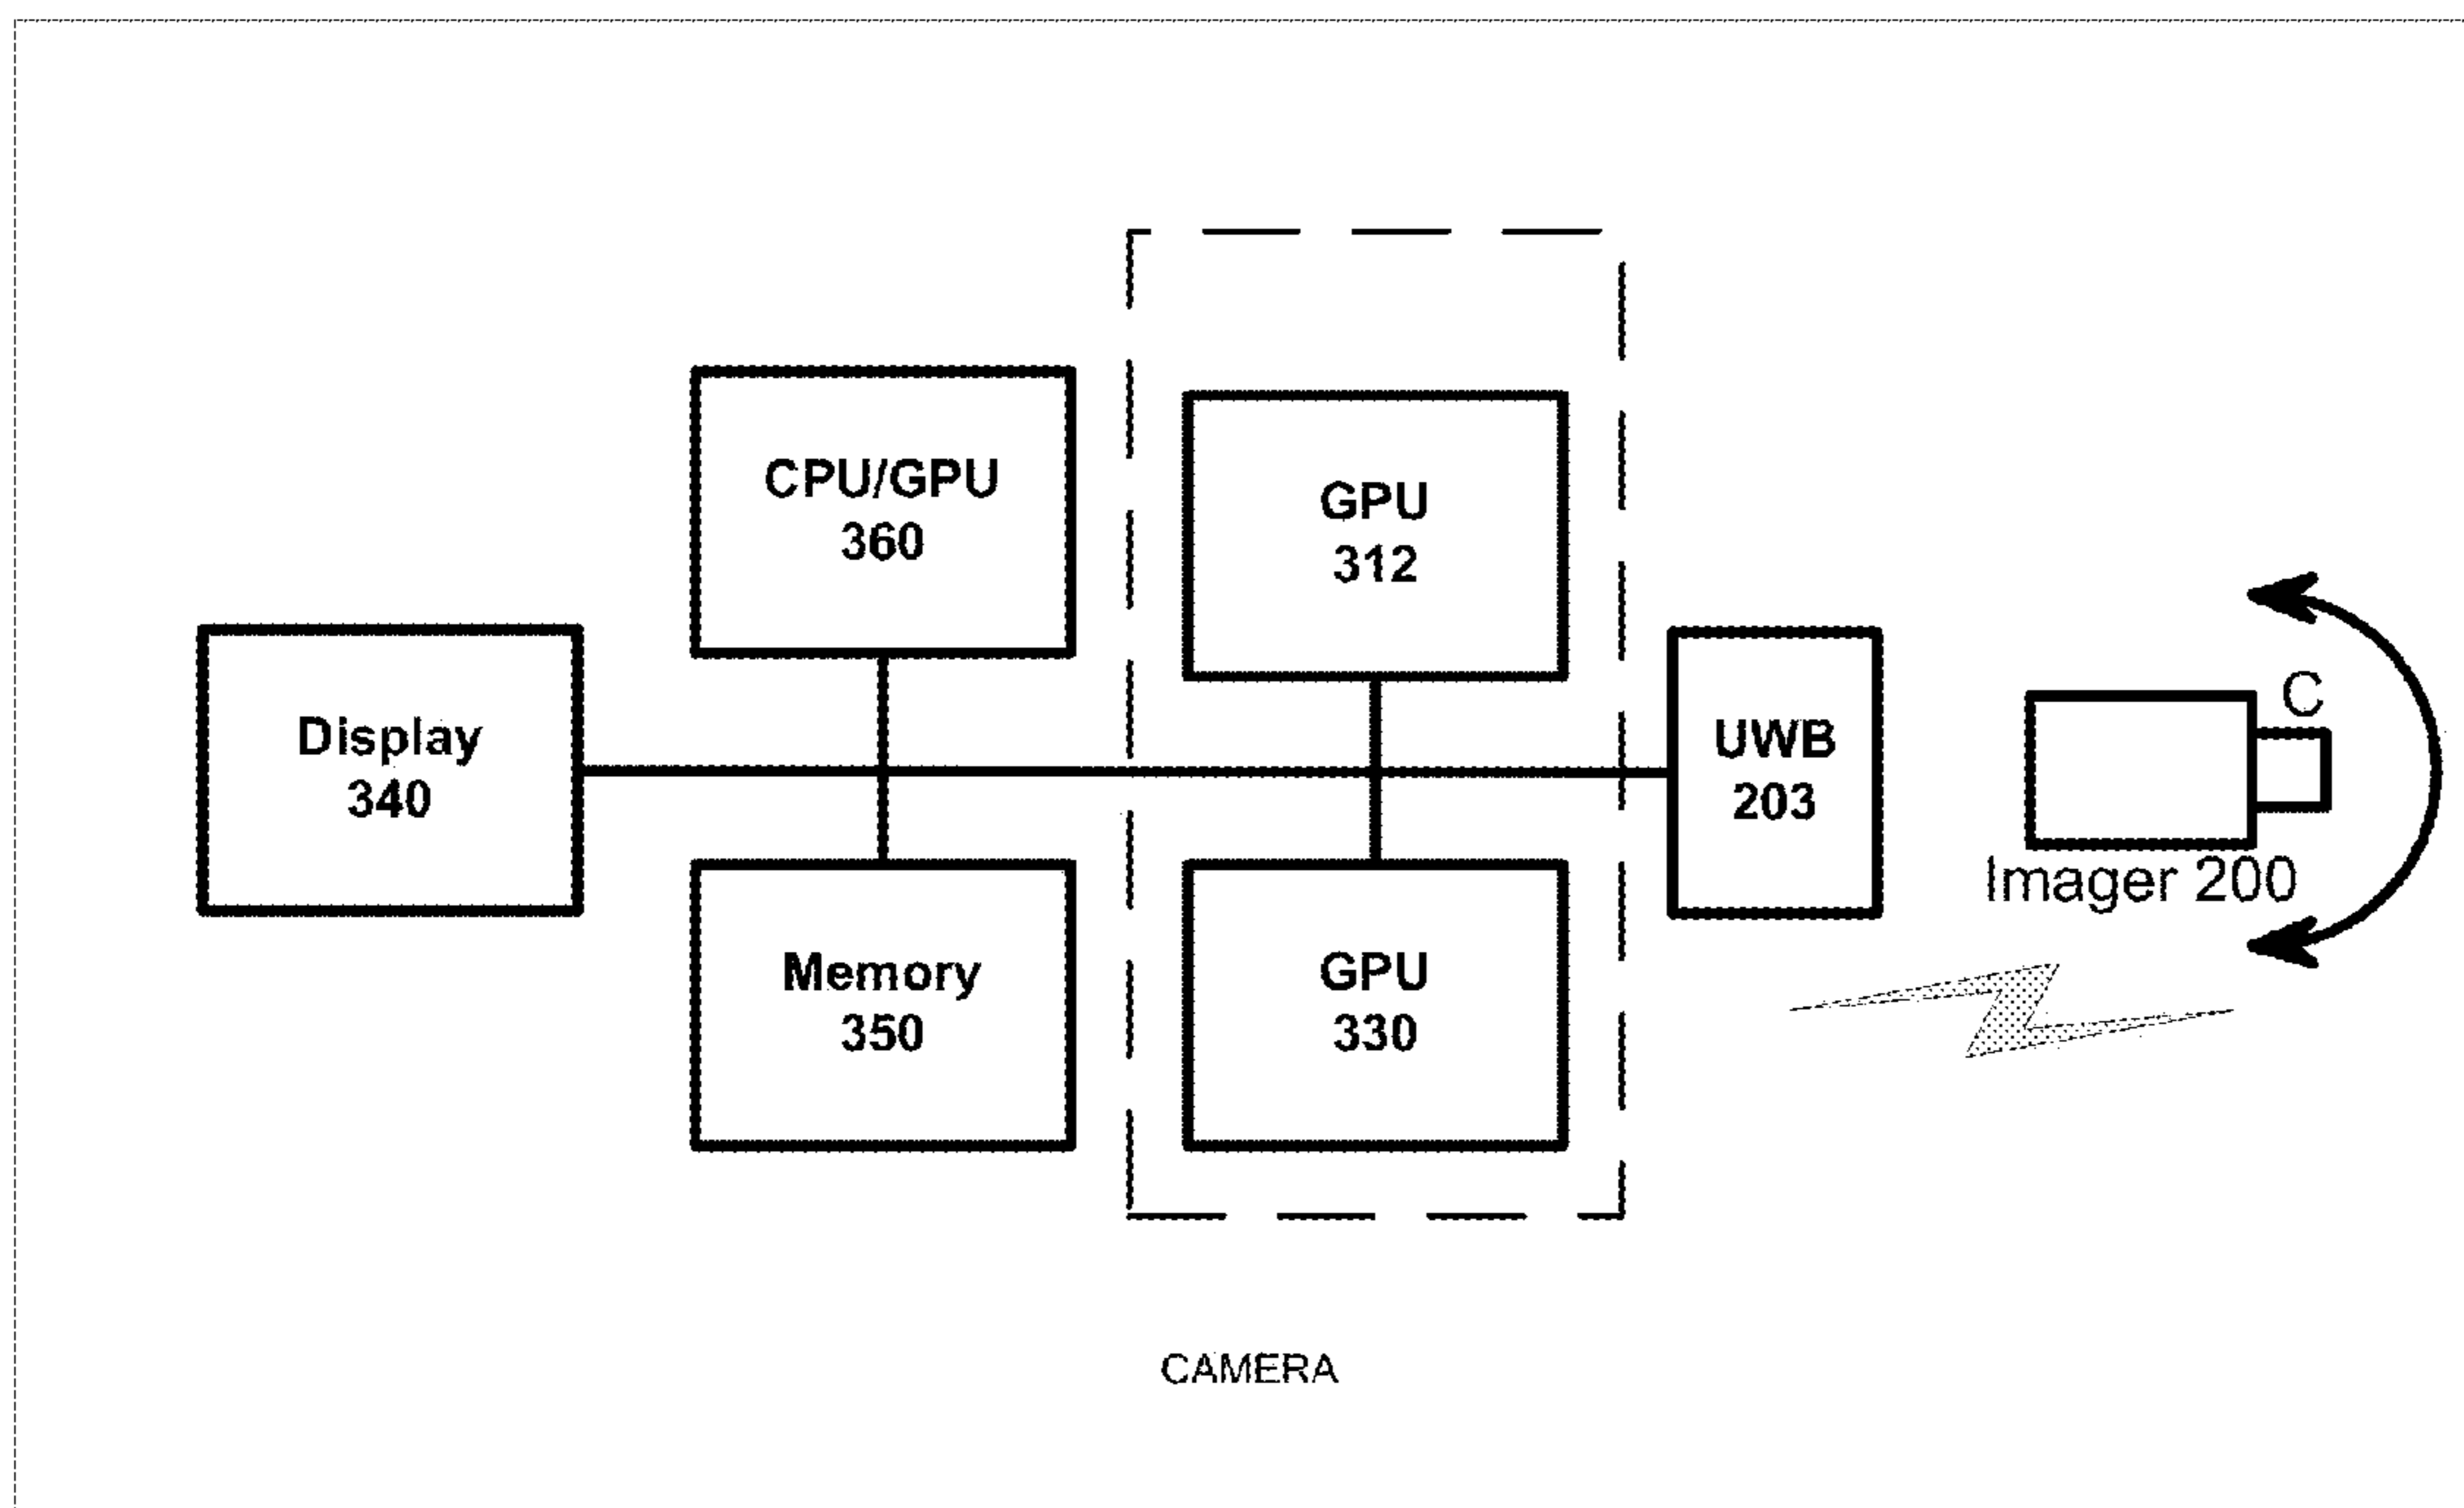 CPU/GPU
360
GPU
312
Display
340
UWB
203
C
Imager 200
Memory
350
GPU
330
CAMERA